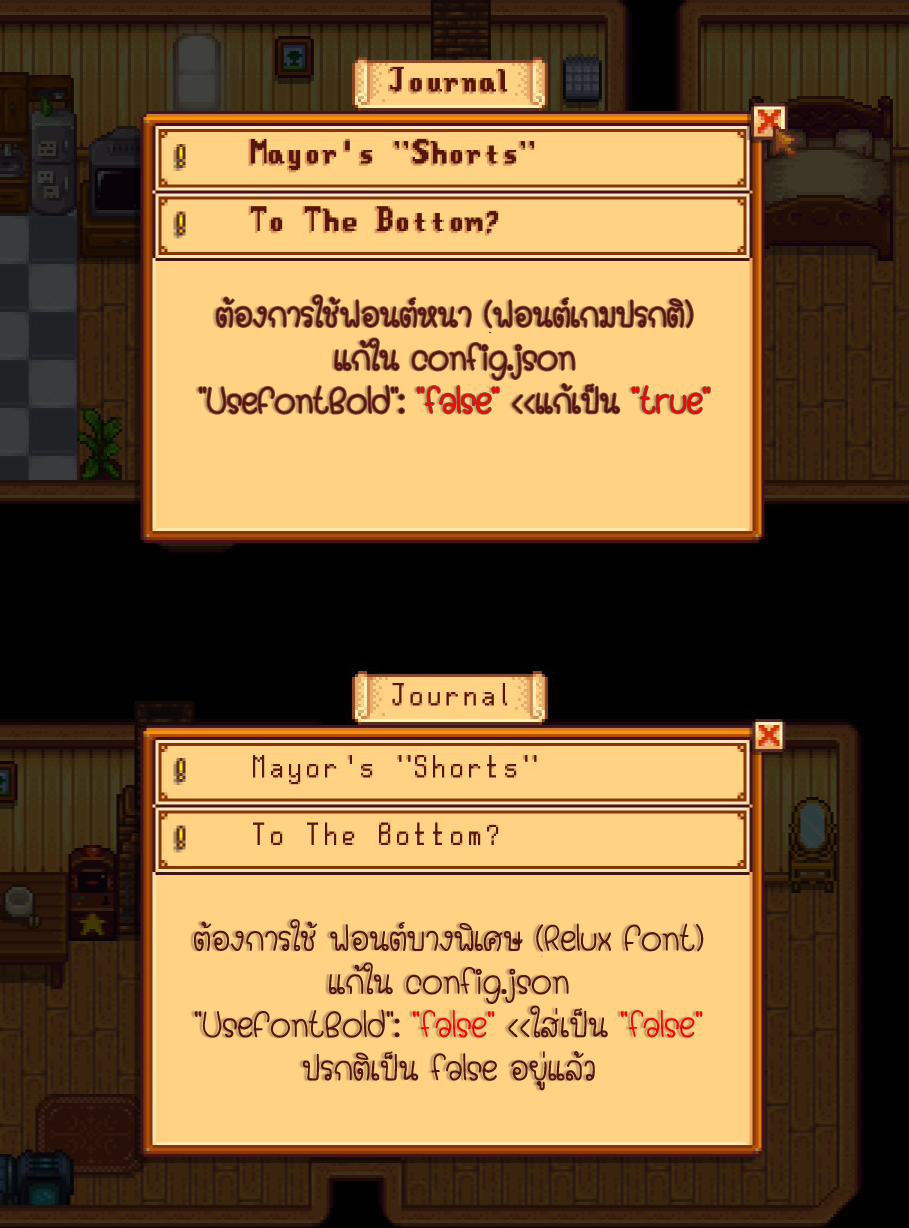 Journal
Mayor's "Shorts"
To The Bottom?
ต้องการใช้ฟอนต์หนา (ฟอนต์เกมปรกติ)
แก้ใน config.json
"UseFontBold": "false" <<แก้เป็น "true"
Journal
Mayor's "Shorts"
To The Bottom?
ต้องการใช้ ฟอนต์บางพิเศษ (Relux Font)
แก้ใน config.json
"UseFontBold": "false" <<ใส่เป็น "false"
ปรกติเป็น false อยู่แล้ว